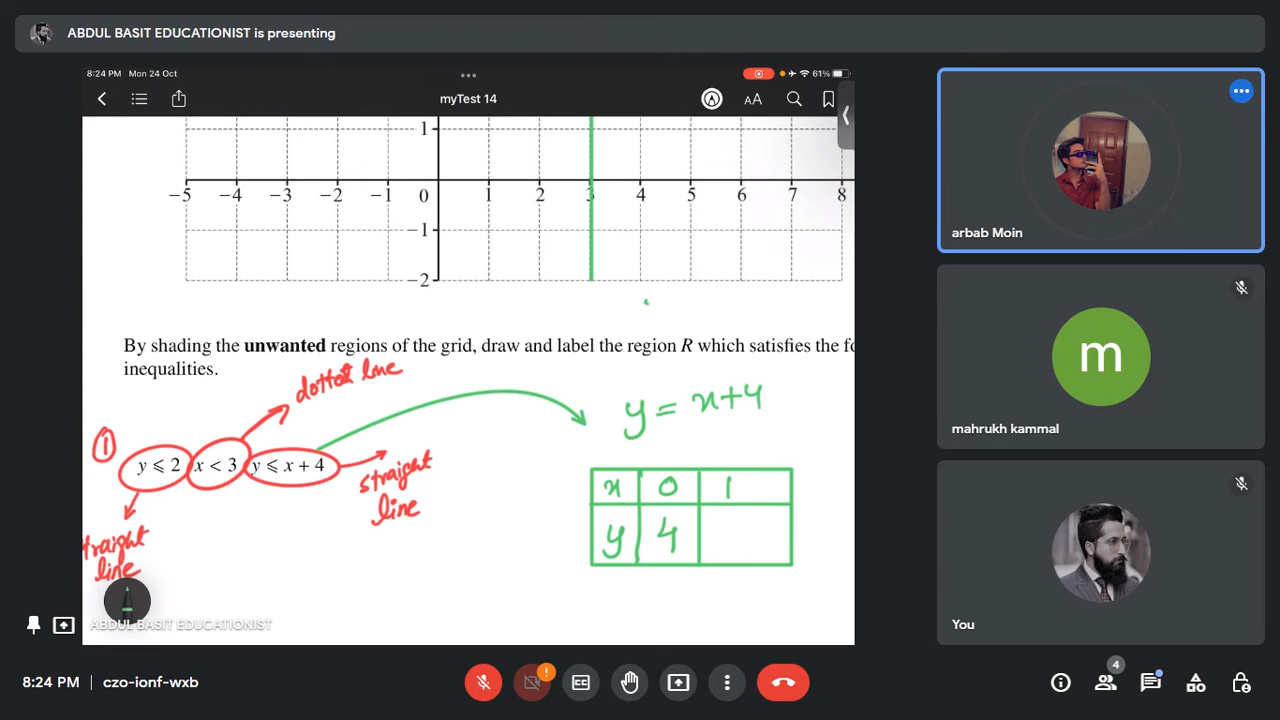 ABDUL BASIT EDUCATIONIST is presenting
8:24 PM Mon 24 Oct
61%
myTest 14
AA
1
−5 −4 −3 −2 −1 0 1 2 3 4 5 6 7 8
−1
−2
By shading the unwanted regions of the grid, draw and label the region R which satisfies the fo
inequalities.
dotted line
y = x+4
1
y ⩽ 2 x < 3 y ⩽ x + 4
straight
line
x 0 1
y 4
traight
line
ABDUL BASIT EDUCATIONIST
arbab Moin
m
mahrukh kammal
You
8:24 PM | czo-ionf-wxb
CC
4